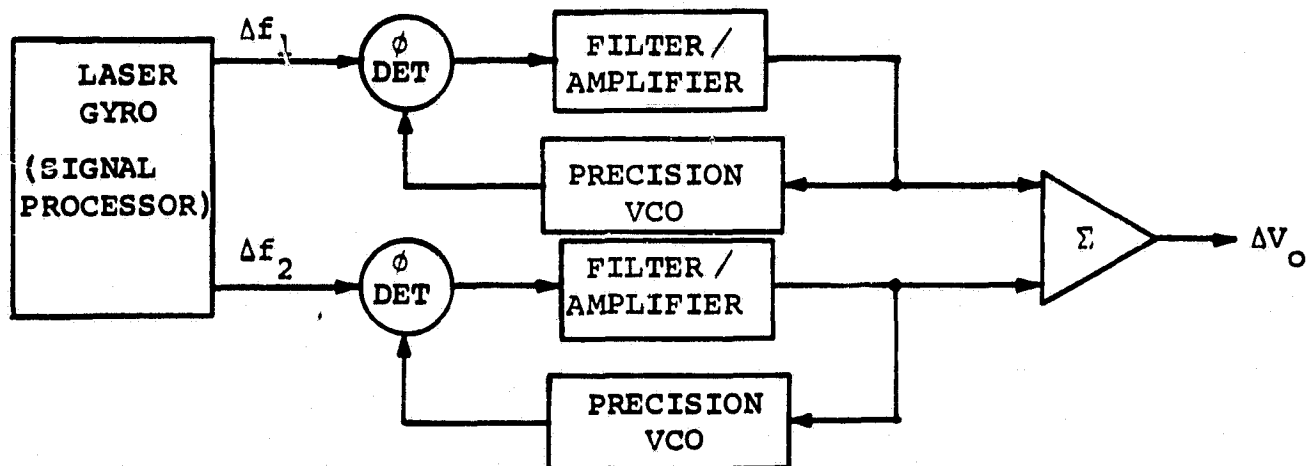 Δf₁
LASER
GYRO
(SIGNAL
PROCESSOR)
ϕ
DET
FILTER/
AMPLIFIER
PRECISION
VCO
Δf₂
ϕ
DET
FILTER/
AMPLIFIER
PRECISION
VCO
Σ
ΔVₒ